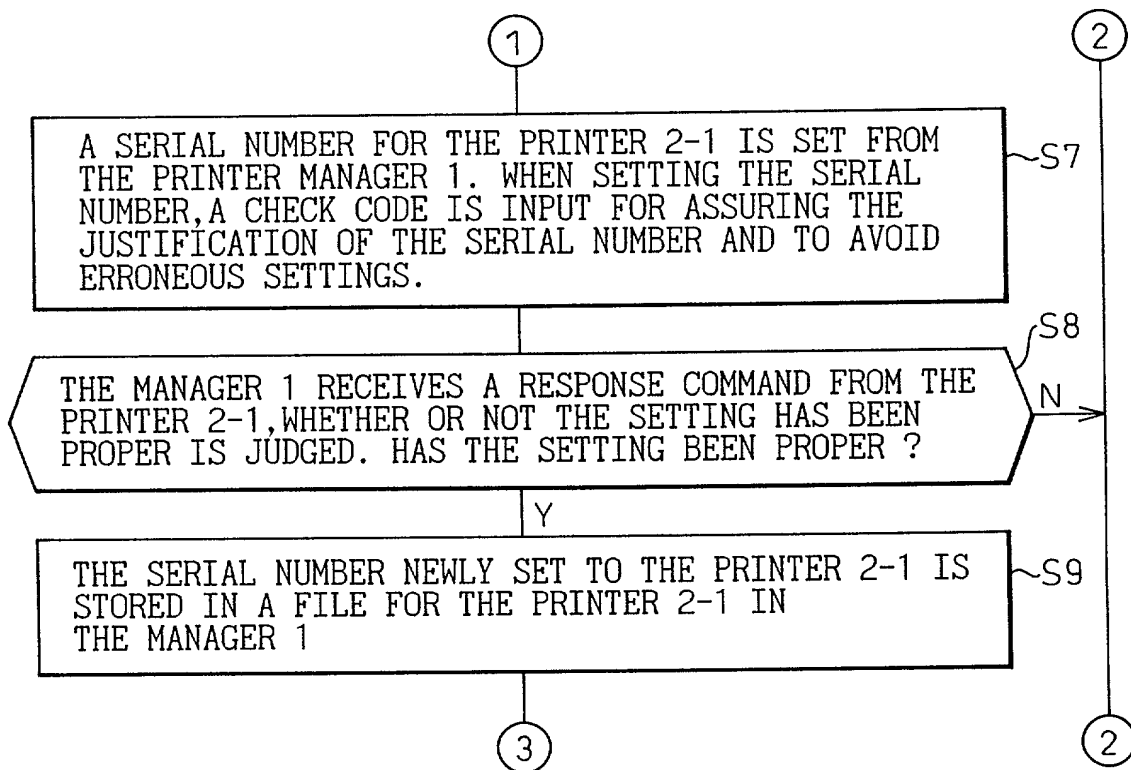 1
2
A SERIAL NUMBER FOR THE PRINTER 2-1 IS SET FROM
THE PRINTER MANAGER 1. WHEN SETTING THE SERIAL
NUMBER,A CHECK CODE IS INPUT FOR ASSURING THE
JUSTIFICATION OF THE SERIAL NUMBER AND TO AVOID
ERRONEOUS SETTINGS.
S7
S8
THE MANAGER 1 RECEIVES A RESPONSE COMMAND FROM THE
PRINTER 2-1,WHETHER OR NOT THE SETTING HAS BEEN
PROPER IS JUDGED. HAS THE SETTING BEEN PROPER ?
N
Y
THE SERIAL NUMBER NEWLY SET TO THE PRINTER 2-1 IS
STORED IN A FILE FOR THE PRINTER 2-1 IN
THE MANAGER 1
S9
3
2